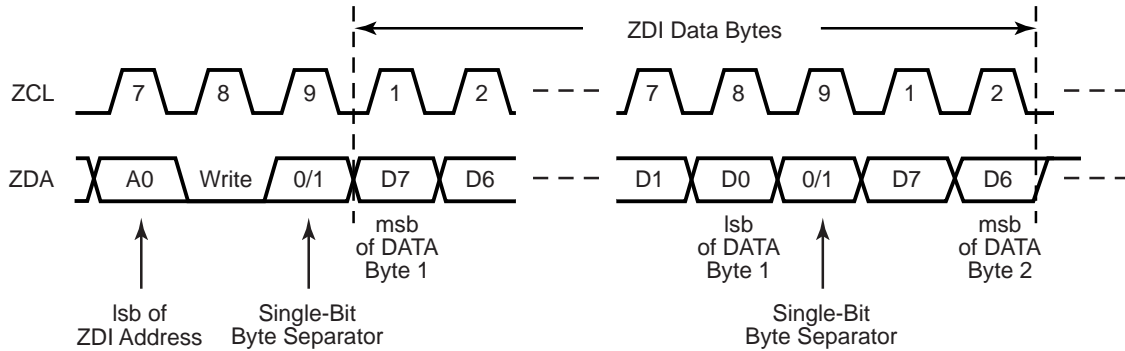 ZDI Data Bytes
ZCL 7 8 9 1 2 7 8 9 1 2
ZDA A0 Write 0/1 D7 D6 D1 D0 0/1 D7 D6
msb
of DATA
Byte 1
lsb
of DATA
Byte 1
msb
of DATA
Byte 2
lsb of
ZDI Address
Single-Bit
Byte Separator
Single-Bit
Byte Separator